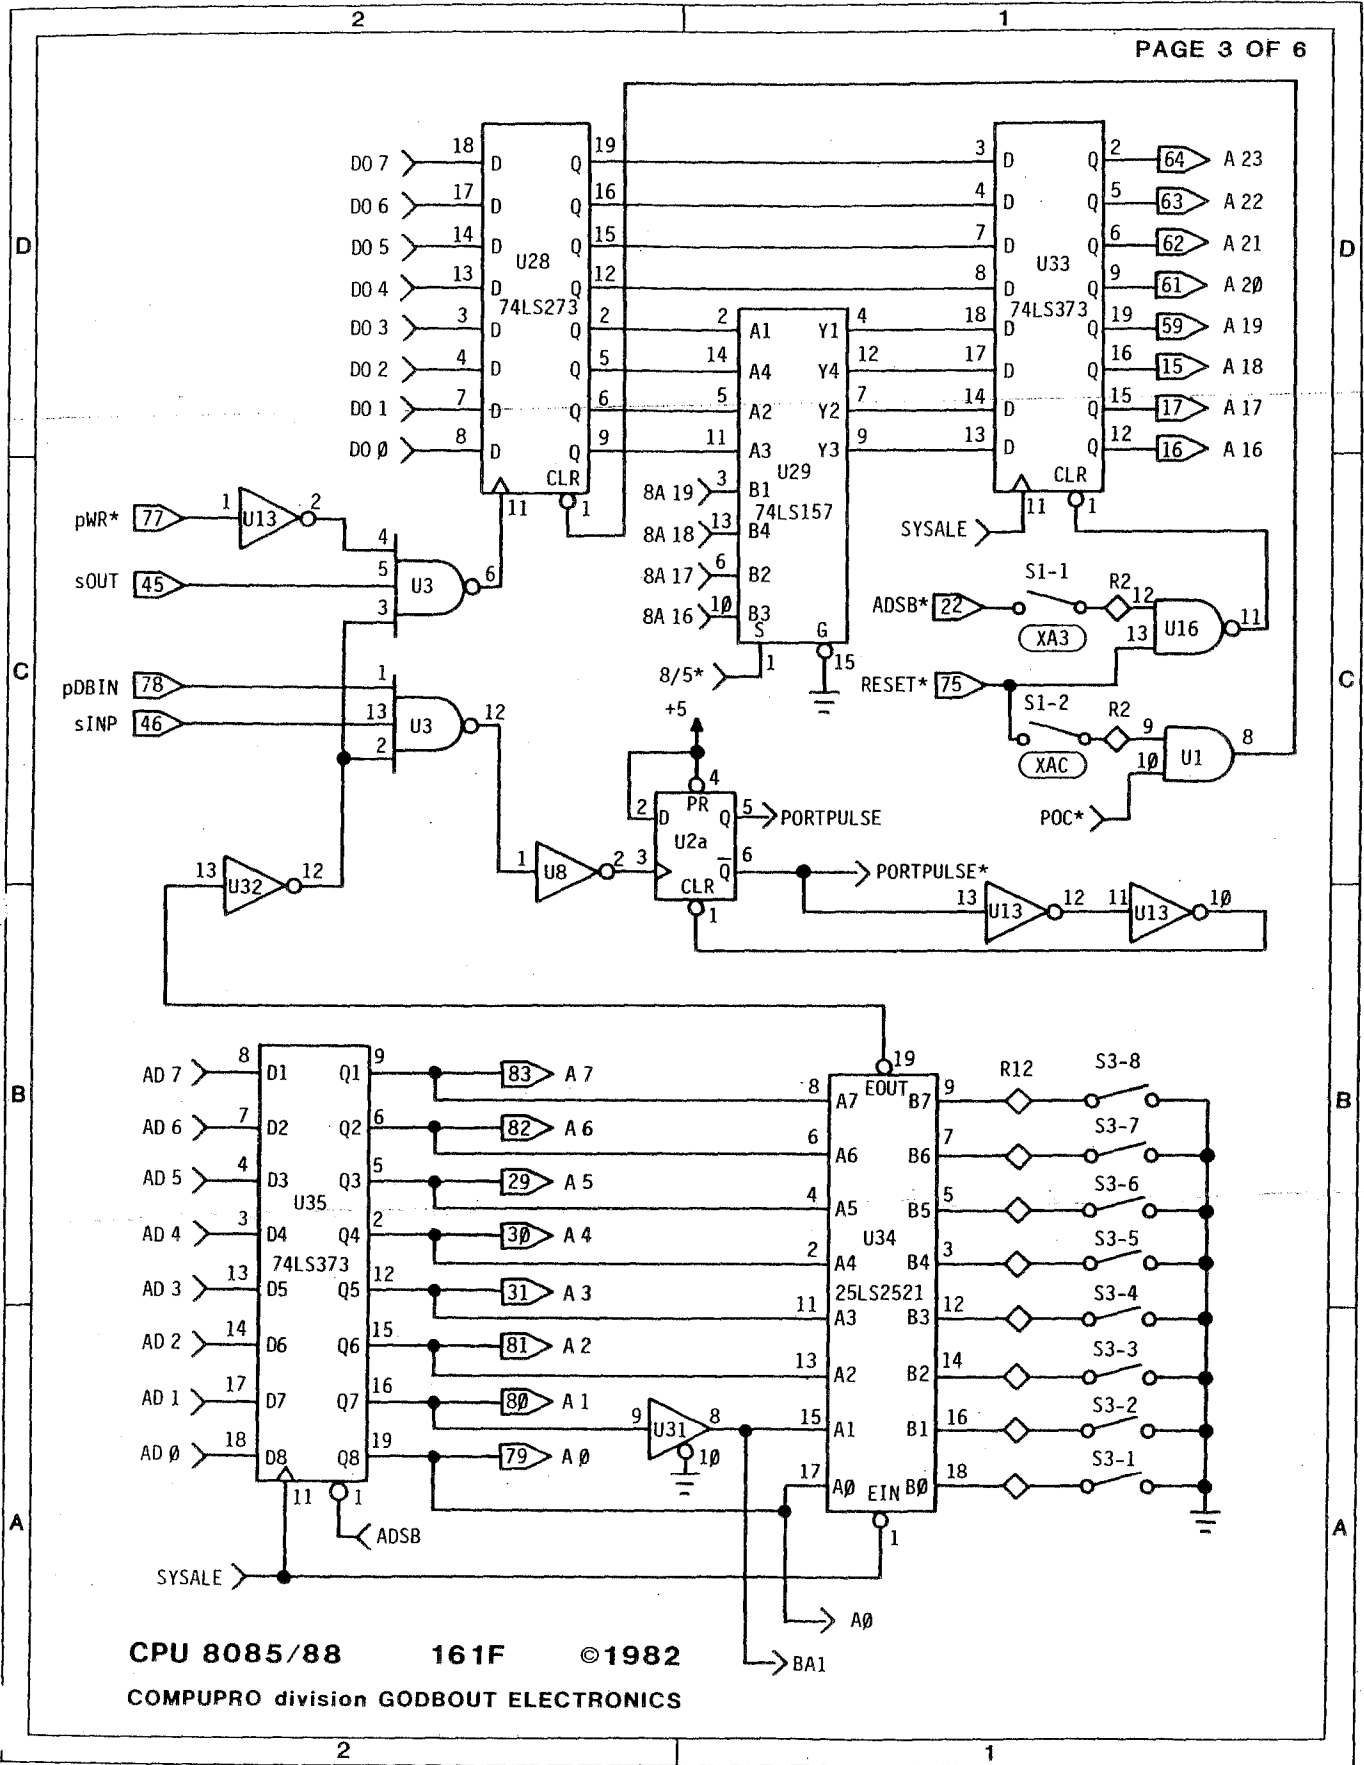 2 1
PAGE 3 OF 6
D D
DO 7 18 D Q 19 3 D Q 2 64 A 23
DO 6 17 D Q 16 4 D Q 5 63 A 22
DO 5 14 D Q 15 7 D Q 6 62 A 21
U28 U33
DO 4 13 D Q 12 8 D Q 9 61 A 20
74LS273 74LS373
DO 3 3 D Q 2 2 A1 Y1 4 18 D Q 19 59 A 19
DO 2 4 D Q 5 14 A4 Y4 12 17 D Q 16 15 A 18
DO 1 7 D Q 6 5 A2 Y2 7 14 D Q 15 17 A 17
DO 0 8 D Q 9 11 A3 Y3 9 13 D Q 12 16 A 16
CLR U29 CLR
11 1 8A 19 3 B1 11 1
74LS157
pWR* 77 1 U13 2 8A 18 13 B4 SYSALE
4
sOUT 45 5 U3 6 8A 17 6 B2 S1-1 R2
3 8A 16 10 B3 ADSB* 22 12 U16 11
S G XA3 13
C C
8/5* 1 15 RESET* 75
pDBIN 78 1
sINP 46 13 U3 12 +5 S1-2 R2 9 U1 8
2 XAC 10
4
2 D PR Q 5 PORTPULSE POC*
U2a
13 U32 12 1 U8 2 3 Q 6 PORTPULSE*
CLR
1 13 U13 12 11 U13 10
B B
19
AD 7 8 D1 Q1 9 83 A 7 8 A7 EOUT B7 9 R12 S3-8
AD 6 7 D2 Q2 6 82 A 6 6 A6 B6 7 S3-7
AD 5 4 D3 Q3 5 29 A 5 4 A5 B5 5 S3-6
U35 U34
AD 4 3 D4 Q4 2 30 A 4 2 A4 B4 3 S3-5
74LS373 25LS2521
AD 3 13 D5 Q5 12 31 A 3 11 A3 B3 12 S3-4
AD 2 14 D6 Q6 15 81 A 2 13 A2 B2 14 S3-3
AD 1 17 D7 Q7 16 80 A 1 9 U31 8 15 A1 B1 16 S3-2
10
AD 0 18 D8 Q8 19 79 A 0 17 A0 EIN B0 18 S3-1
11 1 1
A A
ADSB
SYSALE
A0
BA1
CPU 8085/88 161F ©1982
COMPUPRO division GODBOUT ELECTRONICS
2 1